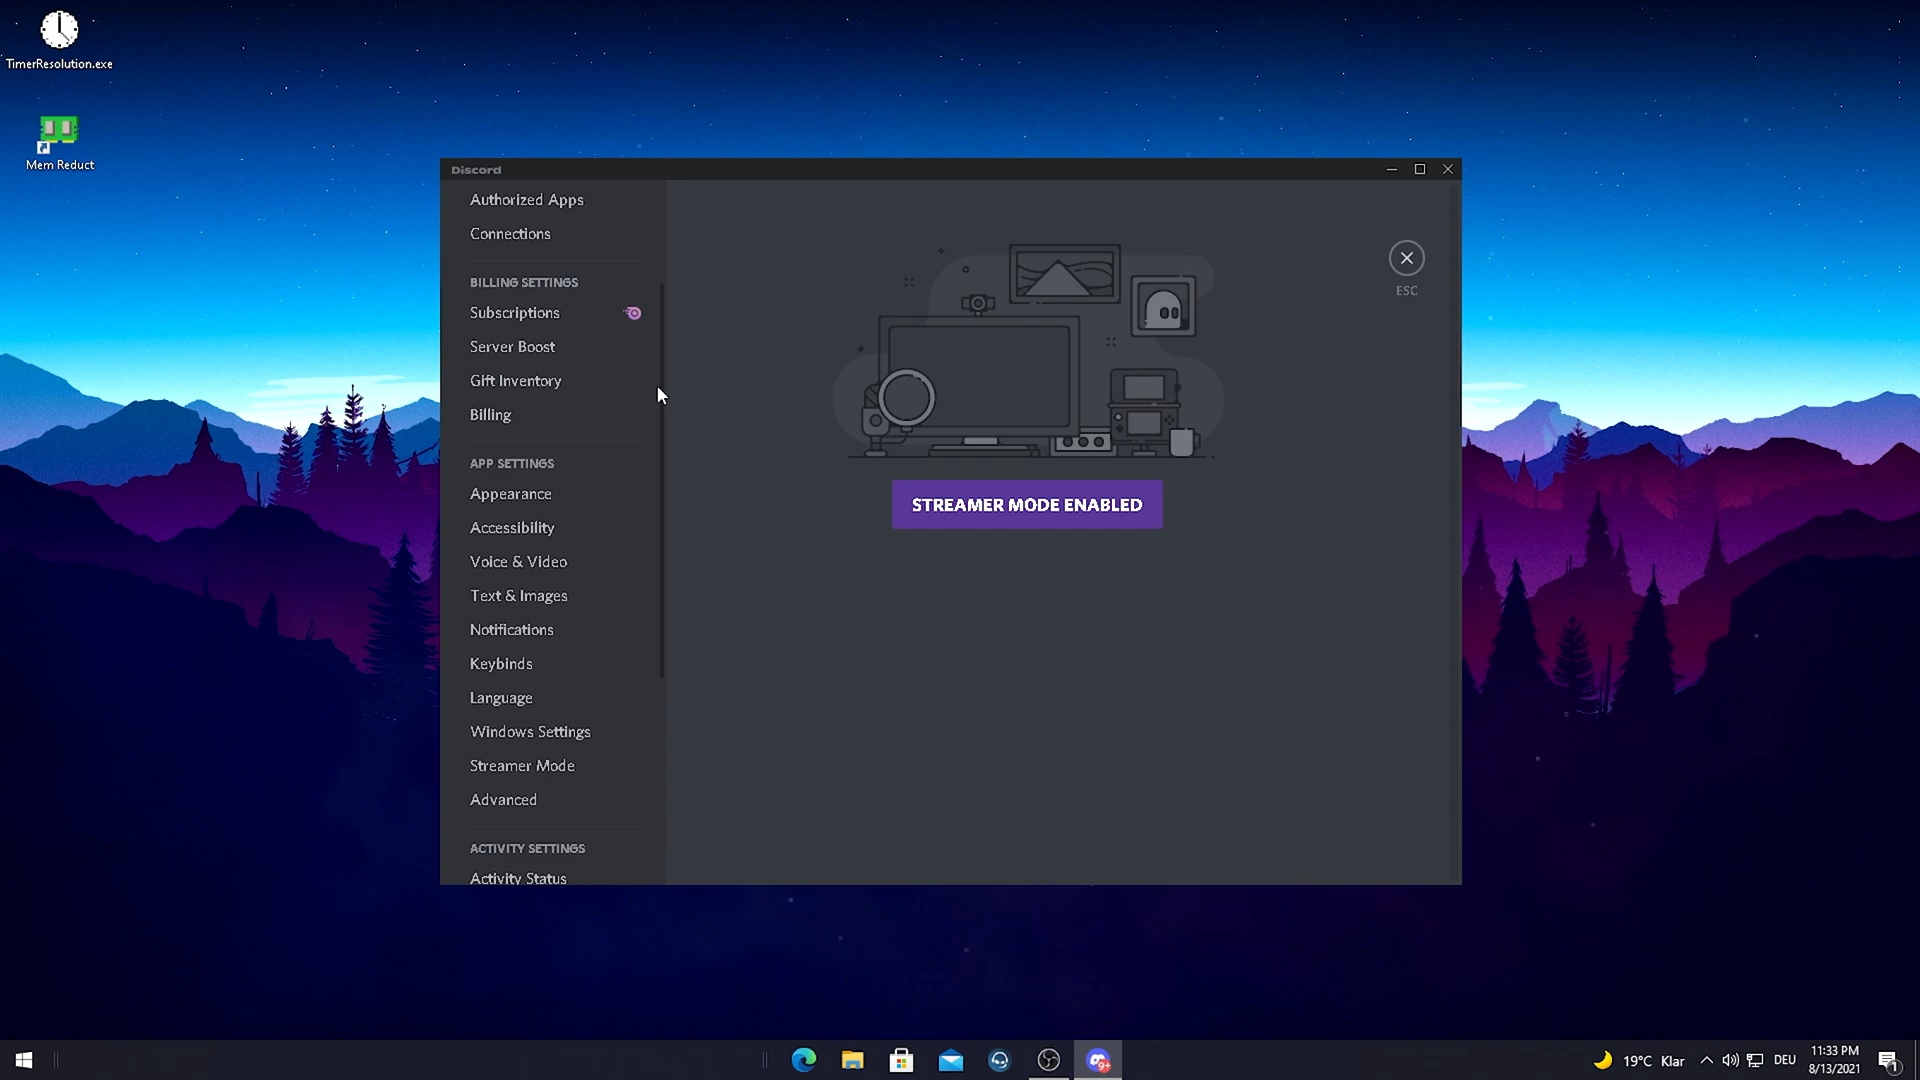 TimerResolution.exe
Mem Reduct
Discord
Authorized Apps
Connections
BILLING SETTINGS
Subscriptions
Server Boost
Gift Inventory
Billing
APP SETTINGS
Appearance
Accessibility
Voice & Video
Text & Images
Notifications
Keybinds
Language
Windows Settings
Streamer Mode
Advanced
ACTIVITY SETTINGS
Activity Status
ESC
STREAMER MODE ENABLED
9+
19°C Klar
DEU
11:33 PM
8/13/2021
1